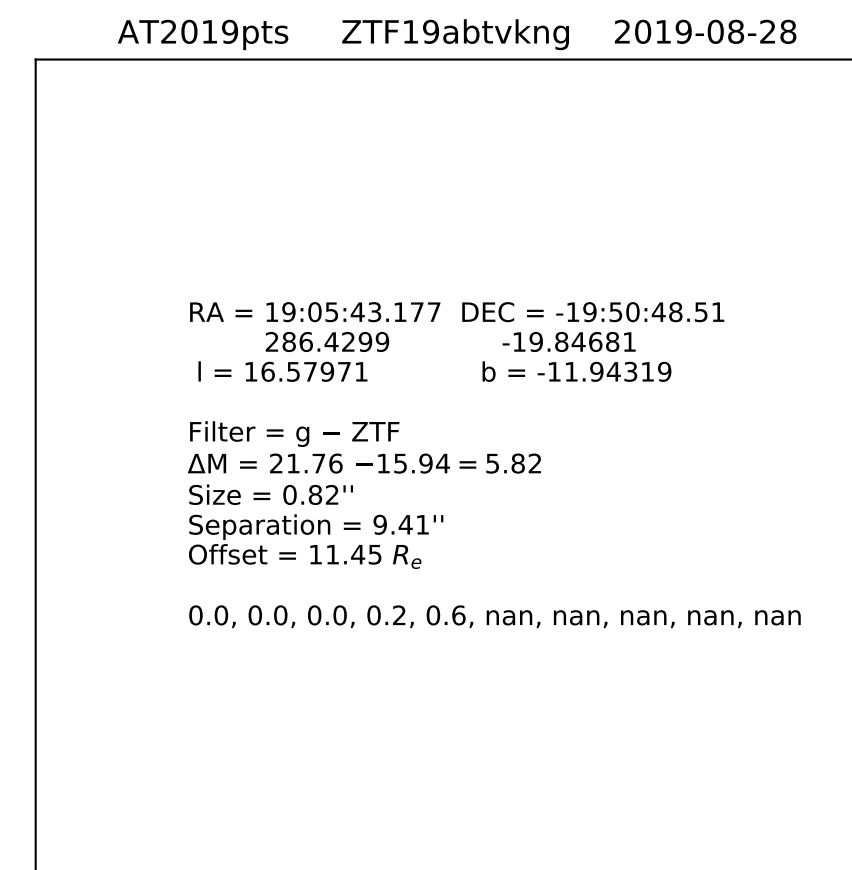 AT2019pts ZTF19abtvkng 2019-08-28
RA = 19:05:43.177 DEC = -19:50:48.51
286.4299 -19.84681
l = 16.57971 b = -11.94319
Filter = g − ZTF
ΔM = 21.76 −15.94 = 5.82
Size = 0.82''
Separation = 9.41''
Offset = 11.45 Re
0.0, 0.0, 0.0, 0.2, 0.6, nan, nan, nan, nan, nan